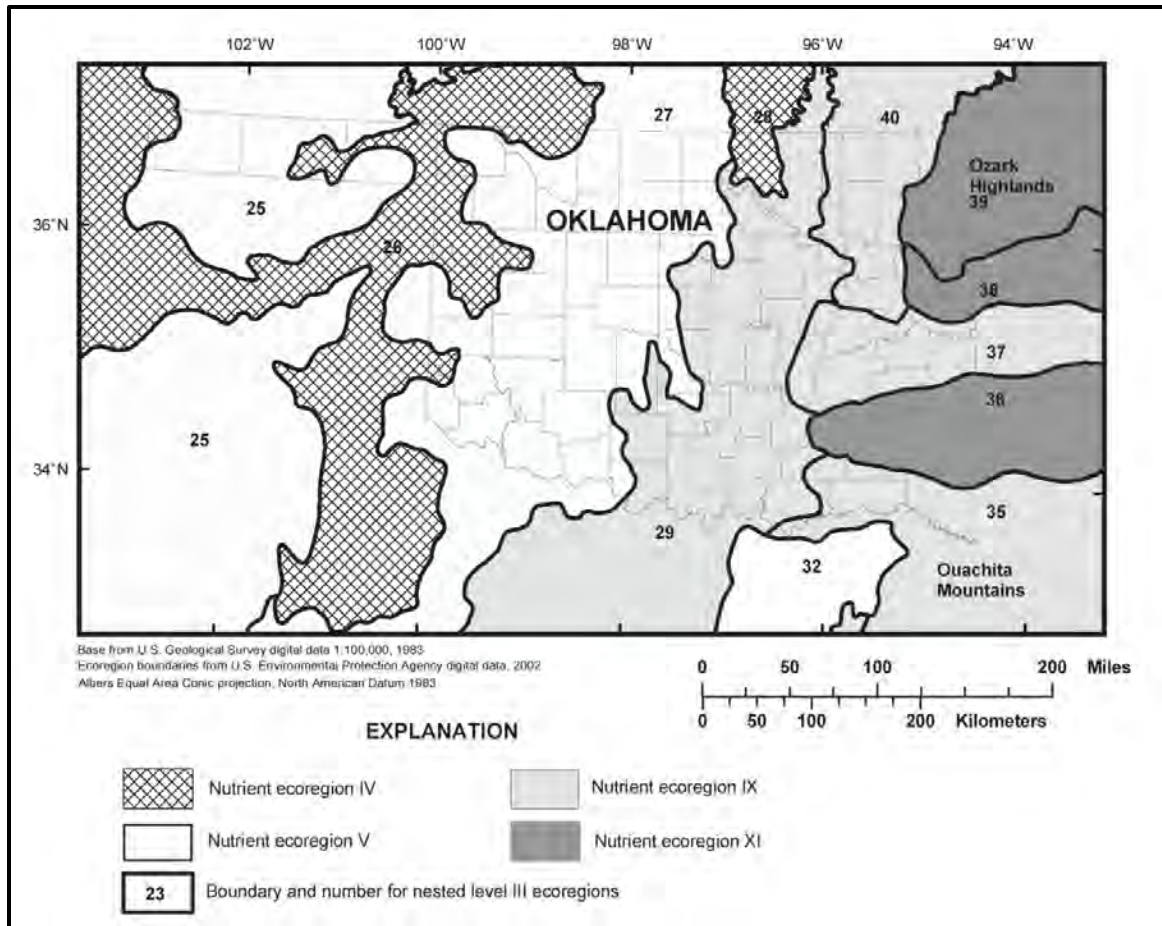 102°W 100°W 98°W 96°W 94°W
27
28
40
Ozark
Highlands
39
36°N
25
OKLAHOMA
26
38
37
36
25
34°N
35
29
32
Ouachita
Mountains
Base from U.S. Geological Survey digital data 1:100,000, 1983
Ecoregion boundaries from U.S. Environmental Protection Agency digital data, 2002
Albers Equal Area Conic projection, North American Datum 1983
0 50 100 200 Miles
0 50 100 200 Kilometers
EXPLANATION
Nutrient ecoregion IV
Nutrient ecoregion IX
Nutrient ecoregion V
Nutrient ecoregion XI
23 Boundary and number for nested level III ecoregions